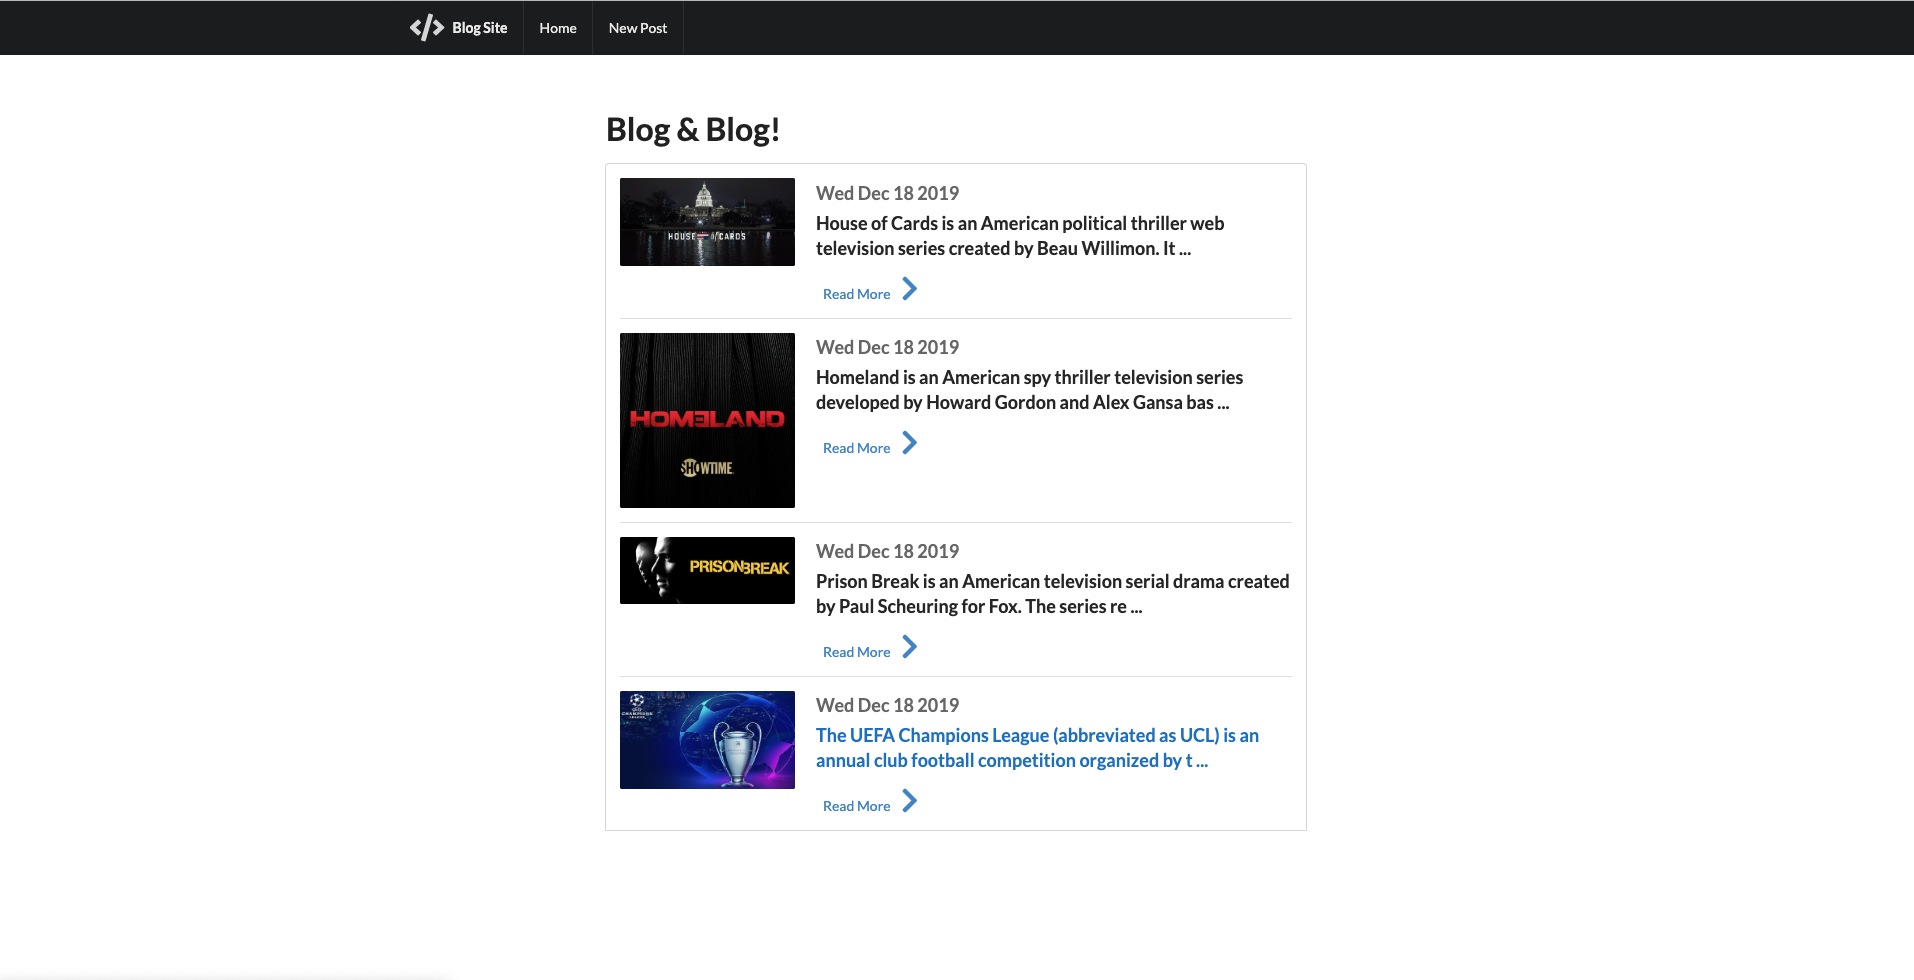 Blog Site Home New Post
Blog & Blog!
HOUSE of CARDS
Wed Dec 18 2019
House of Cards is an American political thriller web
television series created by Beau Willimon. It ...
Read More
HOMELAND
SHOWTIME
Wed Dec 18 2019
Homeland is an American spy thriller television series
developed by Howard Gordon and Alex Gansa bas ...
Read More
PRISON BREAK
Wed Dec 18 2019
Prison Break is an American television serial drama created
by Paul Scheuring for Fox. The series re ...
Read More
CHAMPIONS
LEAGUE
Wed Dec 18 2019
The UEFA Champions League (abbreviated as UCL) is an
annual club football competition organized by t ...
Read More